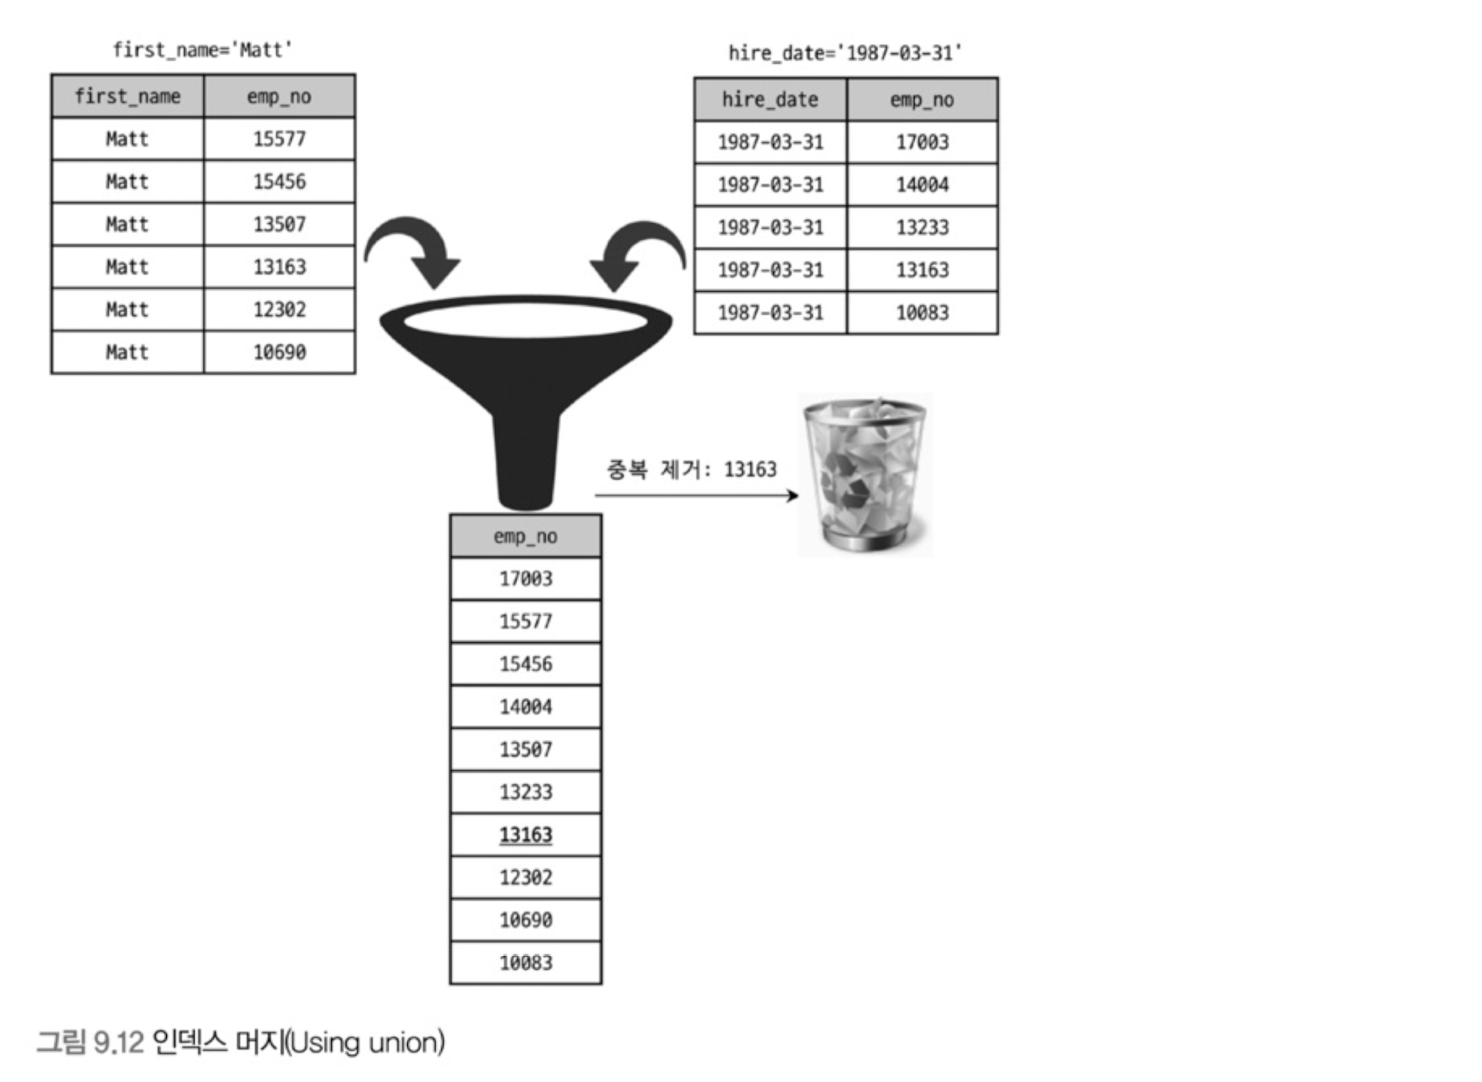 first_name='Matt'
first_name emp_no
Matt 15577
Matt 15456
Matt 13507
Matt 13163
Matt 12302
Matt 10690
hire_date='1987-03-31'
hire_date emp_no
1987-03-31 17003
1987-03-31 14004
1987-03-31 13233
1987-03-31 13163
1987-03-31 10083
중복 제거: 13163
emp_no
17003
15577
15456
14004
13507
13233
13163
12302
10690
10083
그림 9.12 인덱스 머지(Using union)